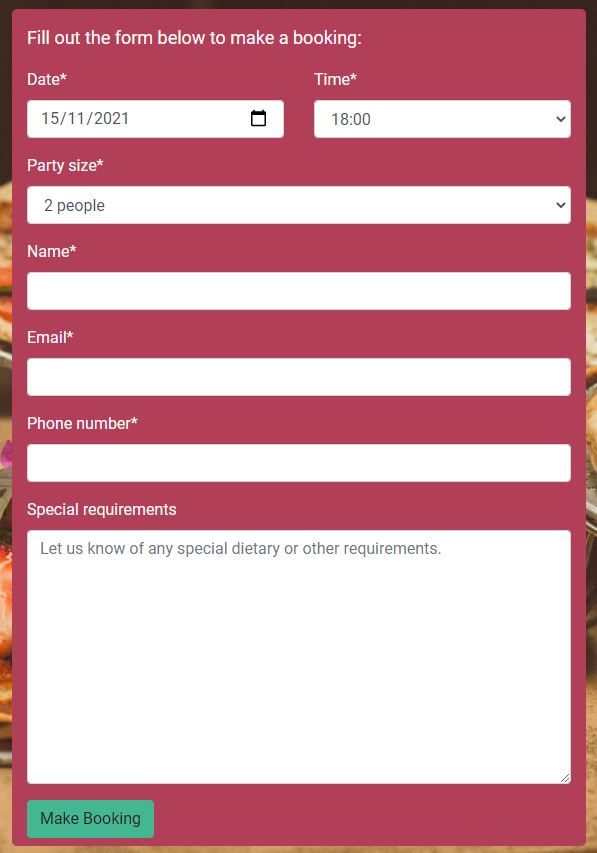 Fill out the form below to make a booking:
Date* Time*
15/11/2021 18:00
Party size*
2 people
Name*
Email*
Phone number*
Special requirements
Let us know of any special dietary or other requirements.
Make Booking